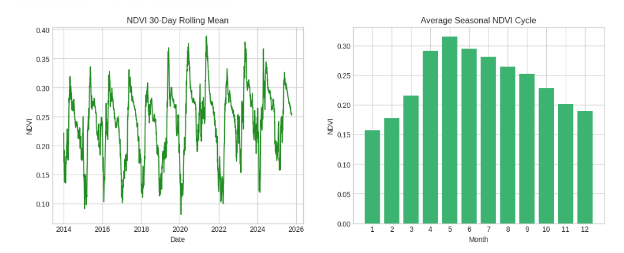 NDVI 30-Day Rolling Mean
NDVI
0.40
0.35
0.30
0.25
0.20
0.15
0.10
2014 2016 2018 2020 2022 2024 2026
Date
Average Seasonal NDVI Cycle
NDVI
0.30
0.25
0.20
0.15
0.10
0.05
0.00
1 2 3 4 5 6 7 8 9 10 11 12
Month